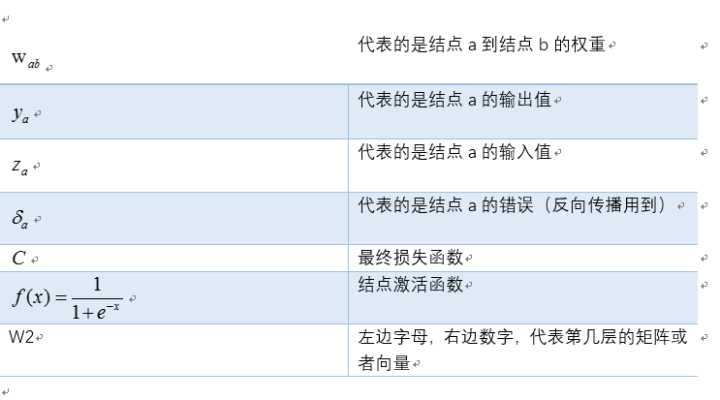 w_{ab} 代表的是结点 a 到结点 b 的权重
y_a 代表的是结点 a 的输出值
z_a 代表的是结点 a 的输入值
δ_a 代表的是结点 a 的错误（反向传播用到）
C 最终损失函数
f(x) = \frac{1}{1+e^{-x}} 结点激活函数
W2 左边字母，右边数字，代表第几层的矩阵或
者向量